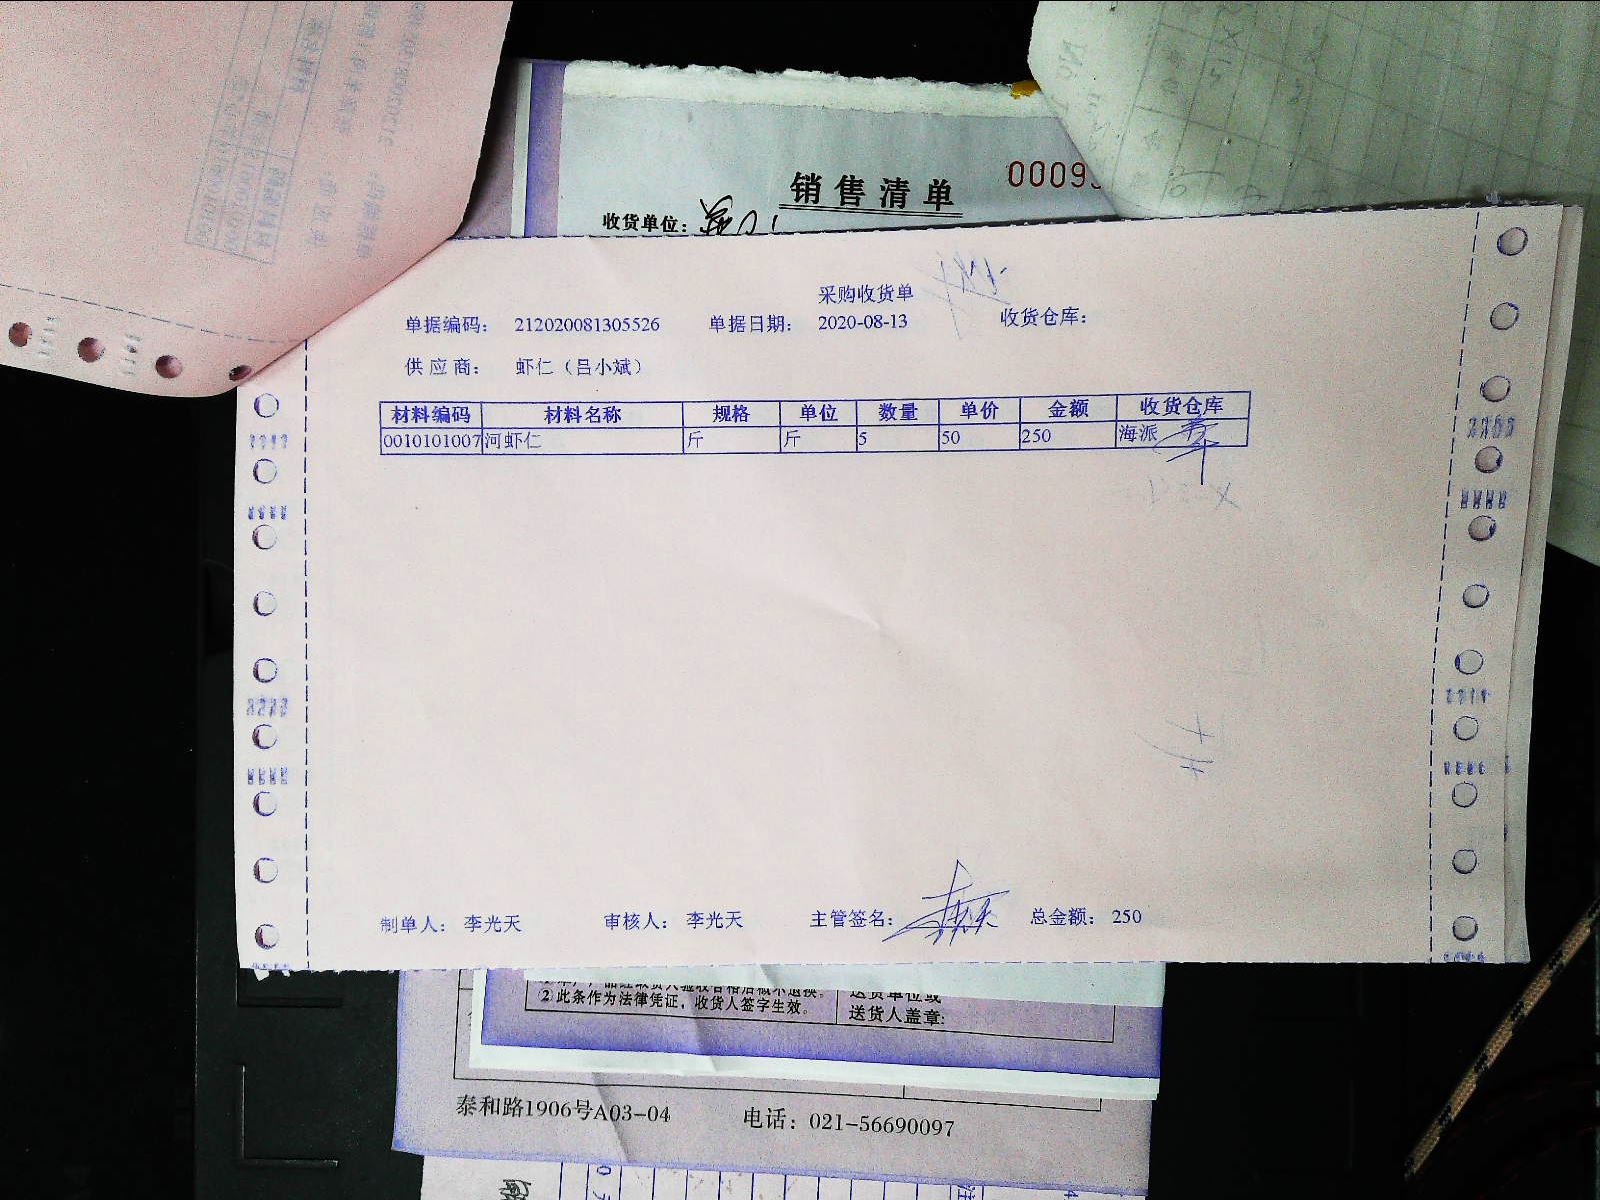 销售清单
收货单位：
采购收货单
单据编码： 212020081305526 单据日期： 2020-08-13 收货仓库：
供应商： 虾仁（吕小斌）
材料编码 材料名称 规格 单位 数量 单价 金额 收货仓库
0010101007 河虾仁 斤 斤 5 50 250 海派
制单人： 李光天 审核人： 李光天 主管签名： 总金额： 250
②此条作为法律凭证，收货人签字生效。
送货单位或
送货人盖章:
泰和路1906号A03-04 电话：021-56690097